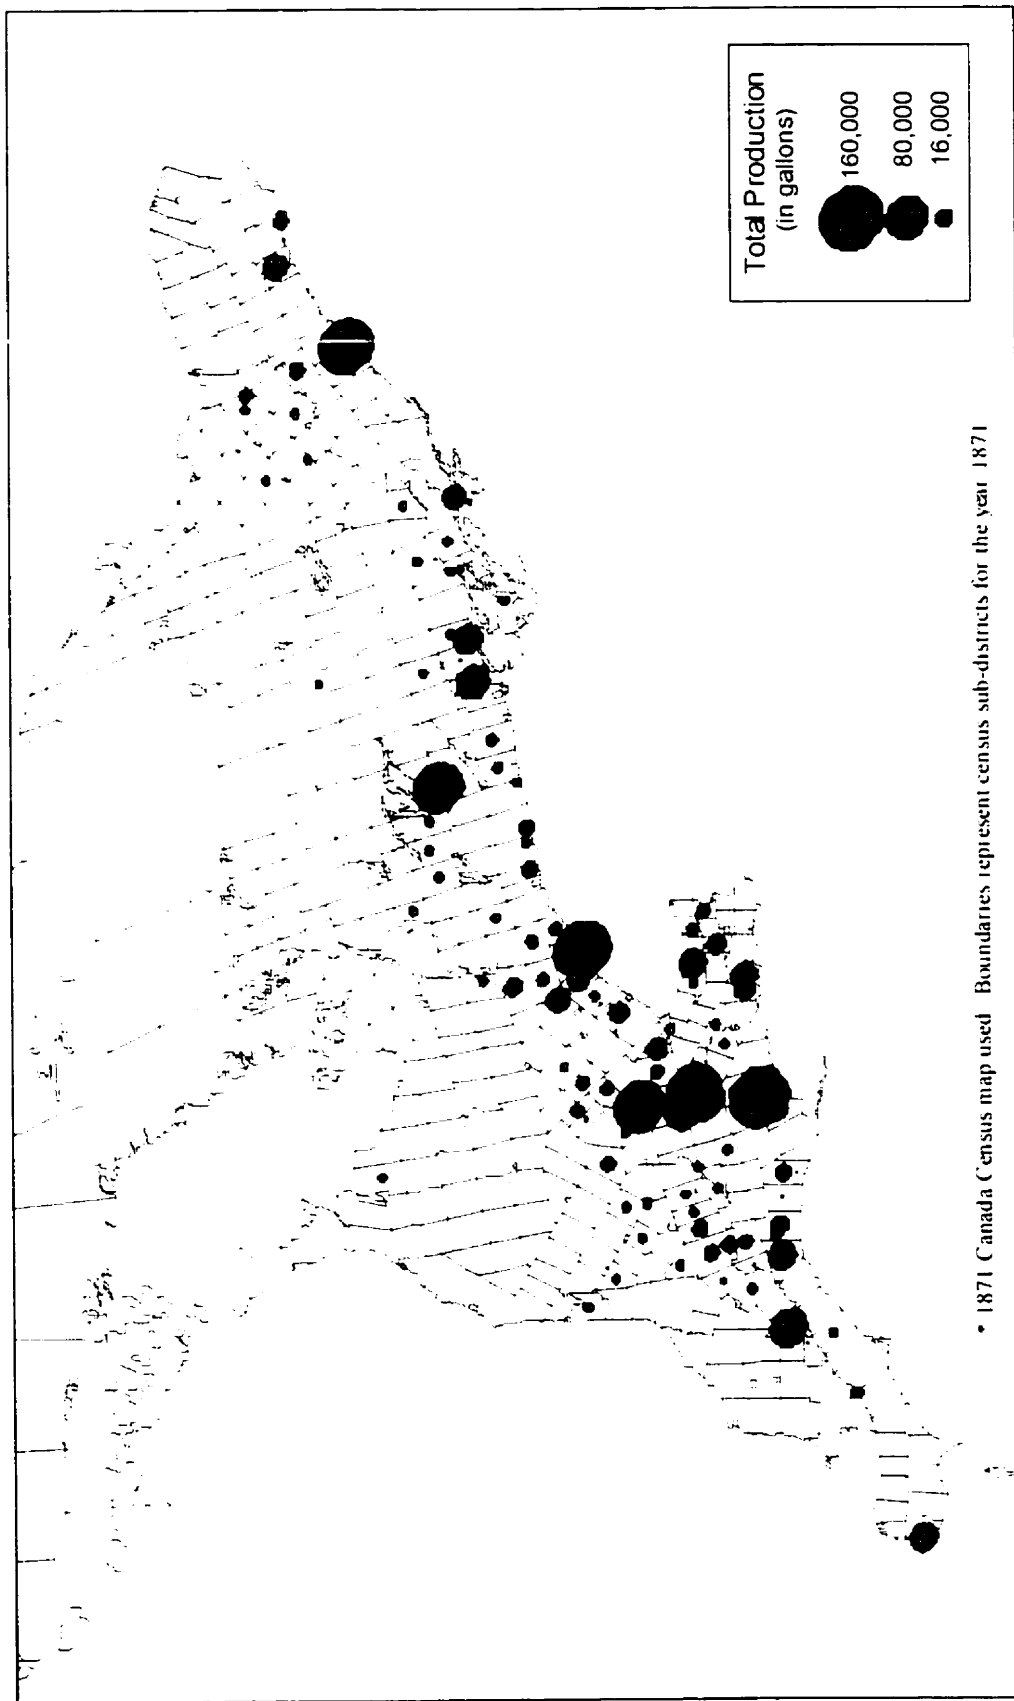 Total Production
(in gallons)
160,000
80,000
16,000
* 1871 Canada Census map used Boundaries represent census sub-districts for the year 1871